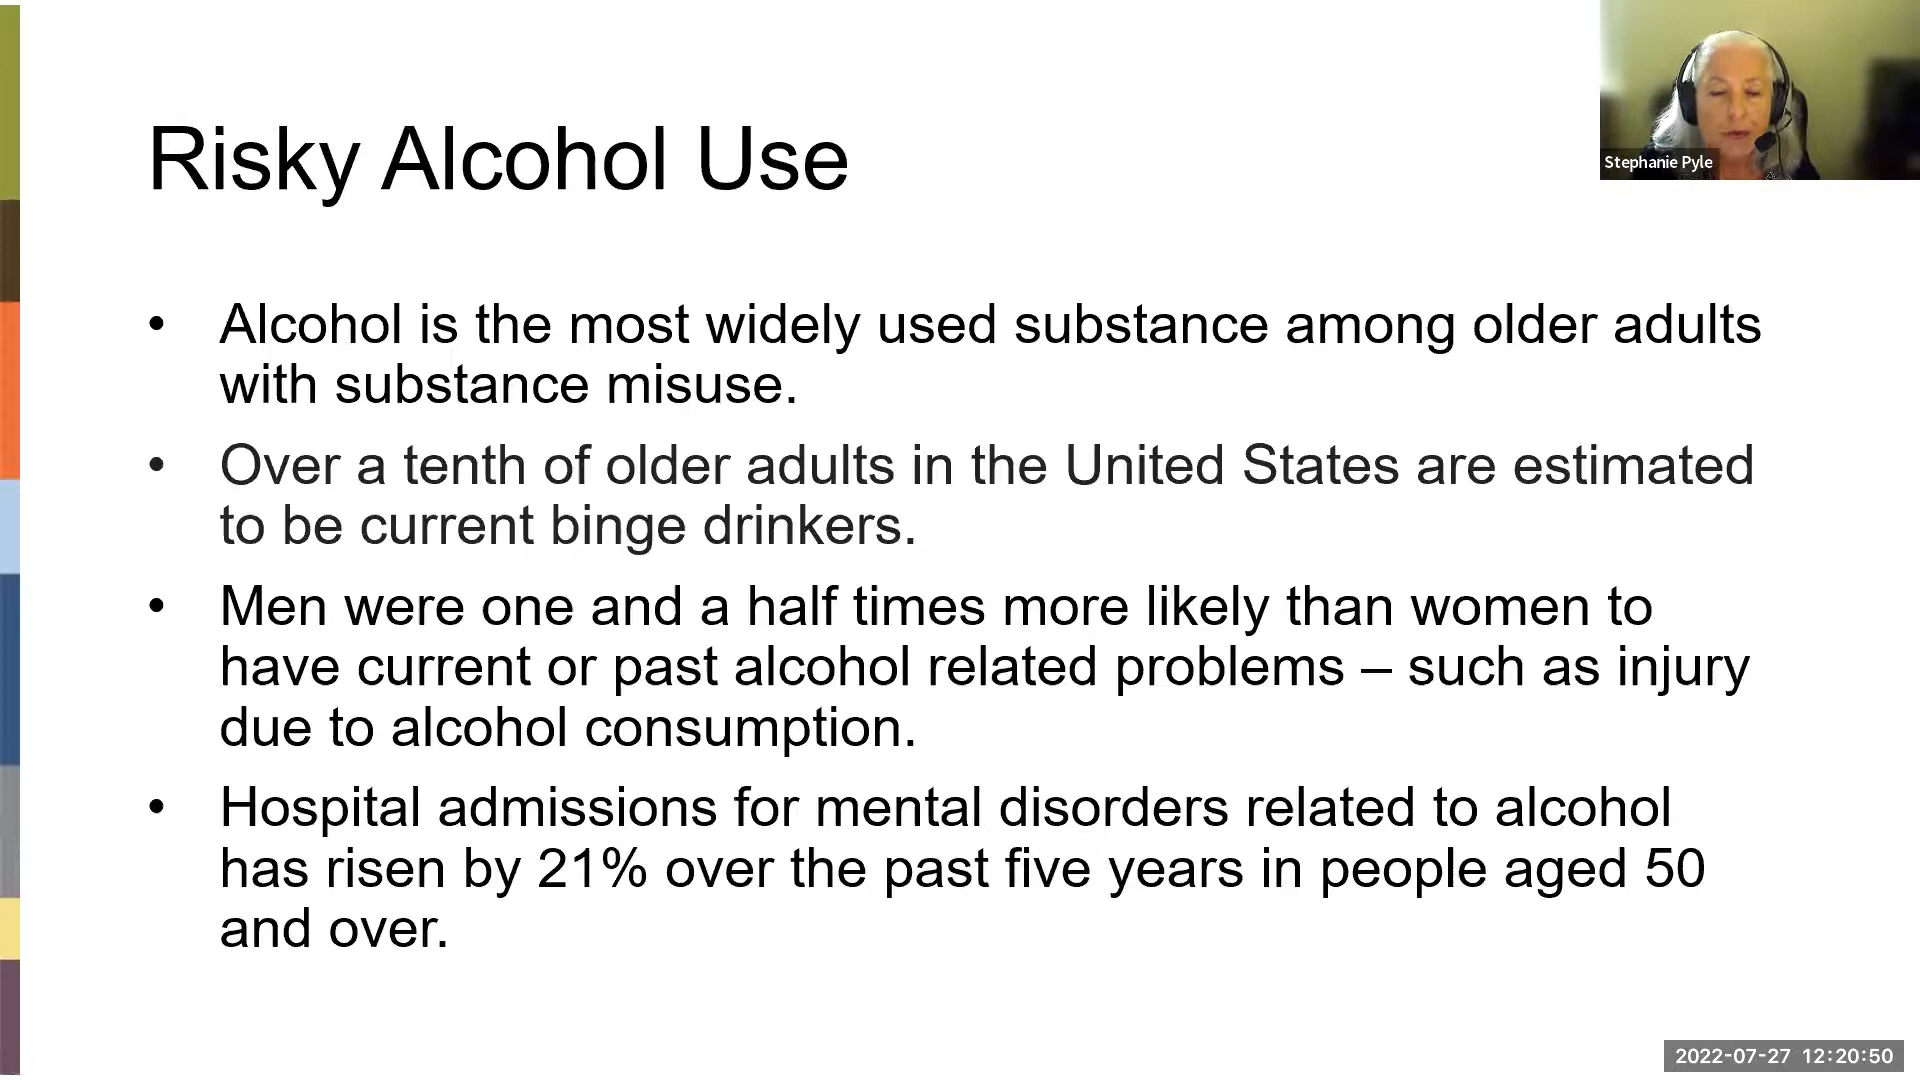 Risky Alcohol Use
Stephanie Pyle
• Alcohol is the most widely used substance among older adults
with substance misuse.
• Over a tenth of older adults in the United States are estimated
to be current binge drinkers.
• Men were one and a half times more likely than women to
have current or past alcohol related problems – such as injury
due to alcohol consumption.
• Hospital admissions for mental disorders related to alcohol
has risen by 21% over the past five years in people aged 50
and over.
2022-07-27 12:20:50